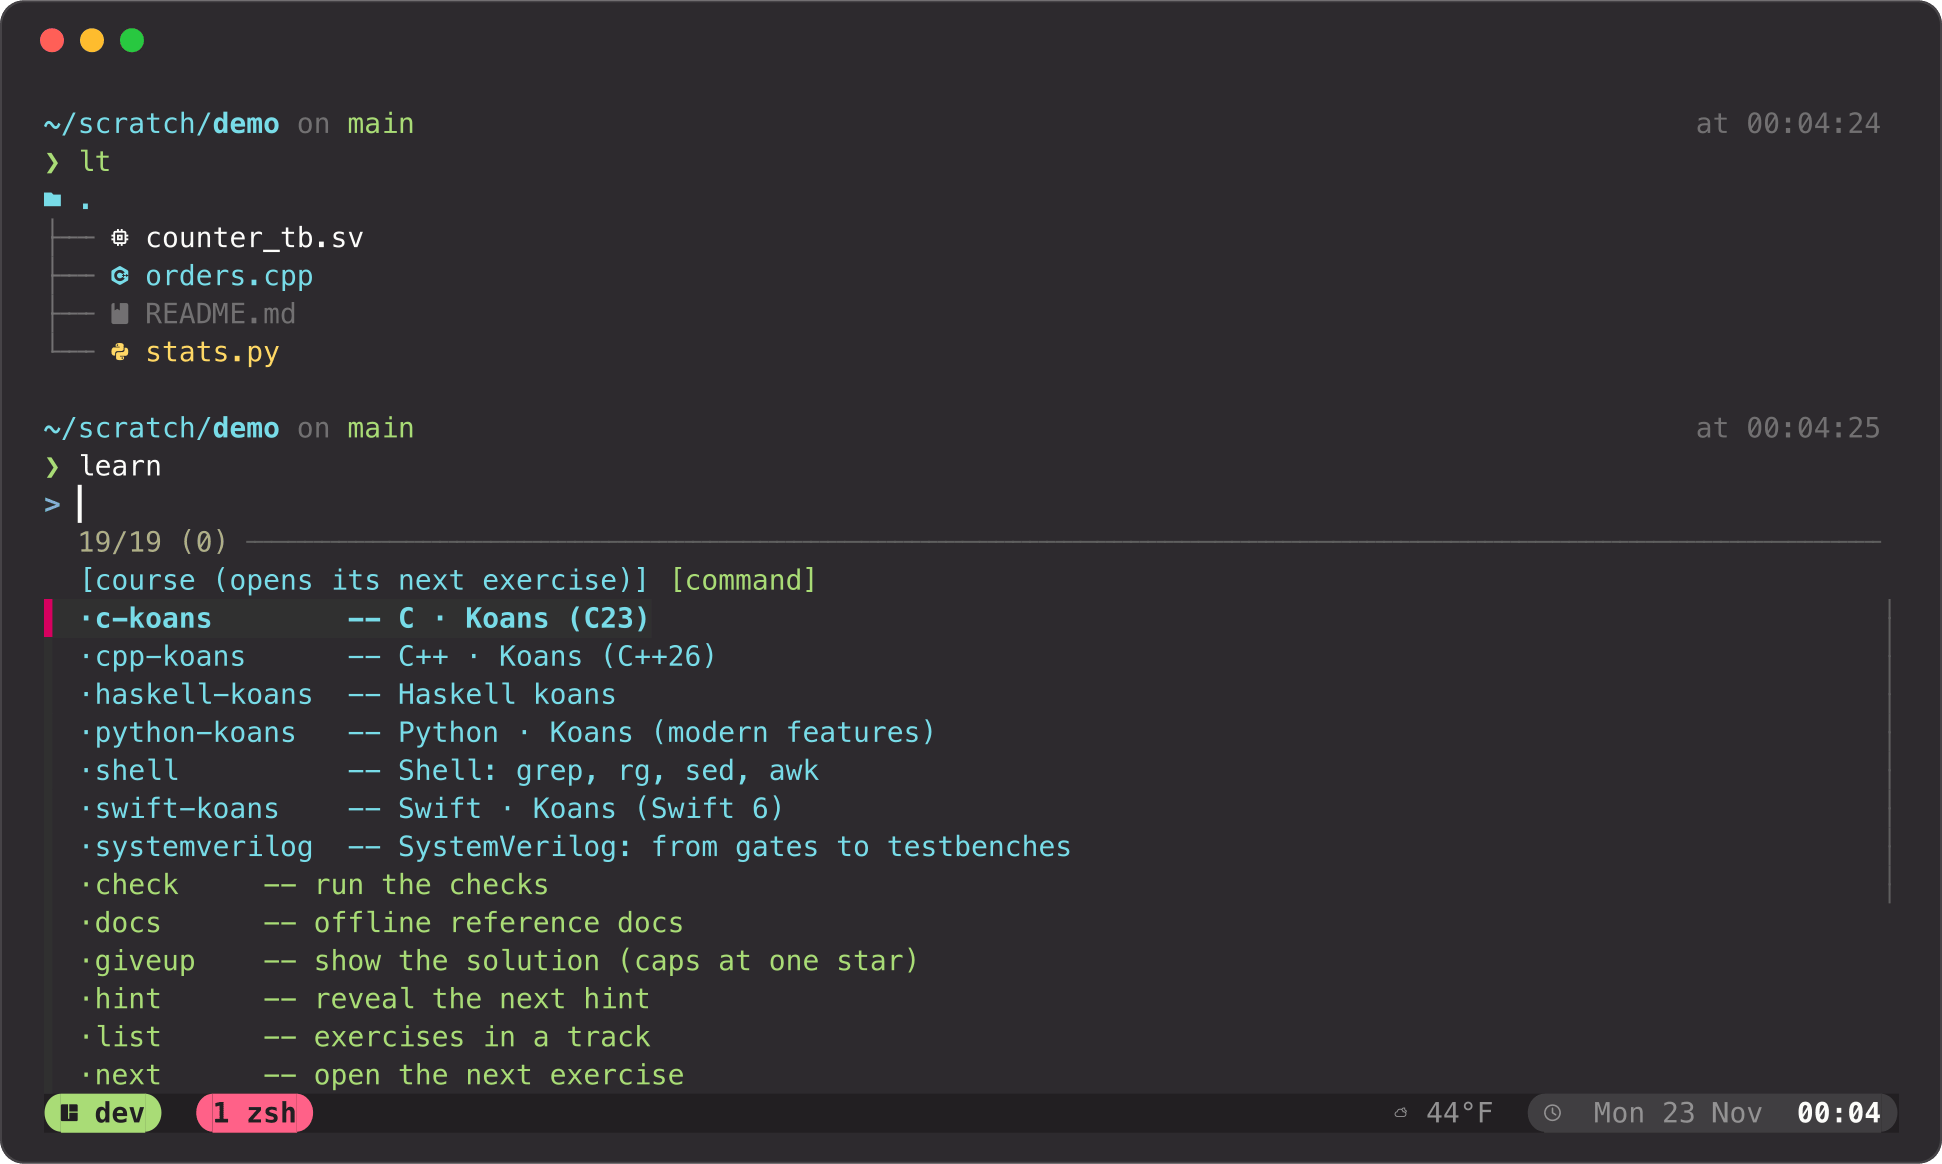 ~/scratch/demo on main at 00:04:24
❯ lt
.
├── counter_tb.sv
├── orders.cpp
├── README.md
└── stats.py
~/scratch/demo on main at 00:04:25
❯ learn
>
19/19 (0)
[course (opens its next exercise)] [command]
·c-koans -- C · Koans (C23)
·cpp-koans -- C++ · Koans (C++26)
·haskell-koans -- Haskell koans
·python-koans -- Python · Koans (modern features)
·shell -- Shell: grep, rg, sed, awk
·swift-koans -- Swift · Koans (Swift 6)
·systemverilog -- SystemVerilog: from gates to testbenches
·check -- run the checks
·docs -- offline reference docs
·giveup -- show the solution (caps at one star)
·hint -- reveal the next hint
·list -- exercises in a track
·next -- open the next exercise
dev 1 zsh 44°F Mon 23 Nov 00:04